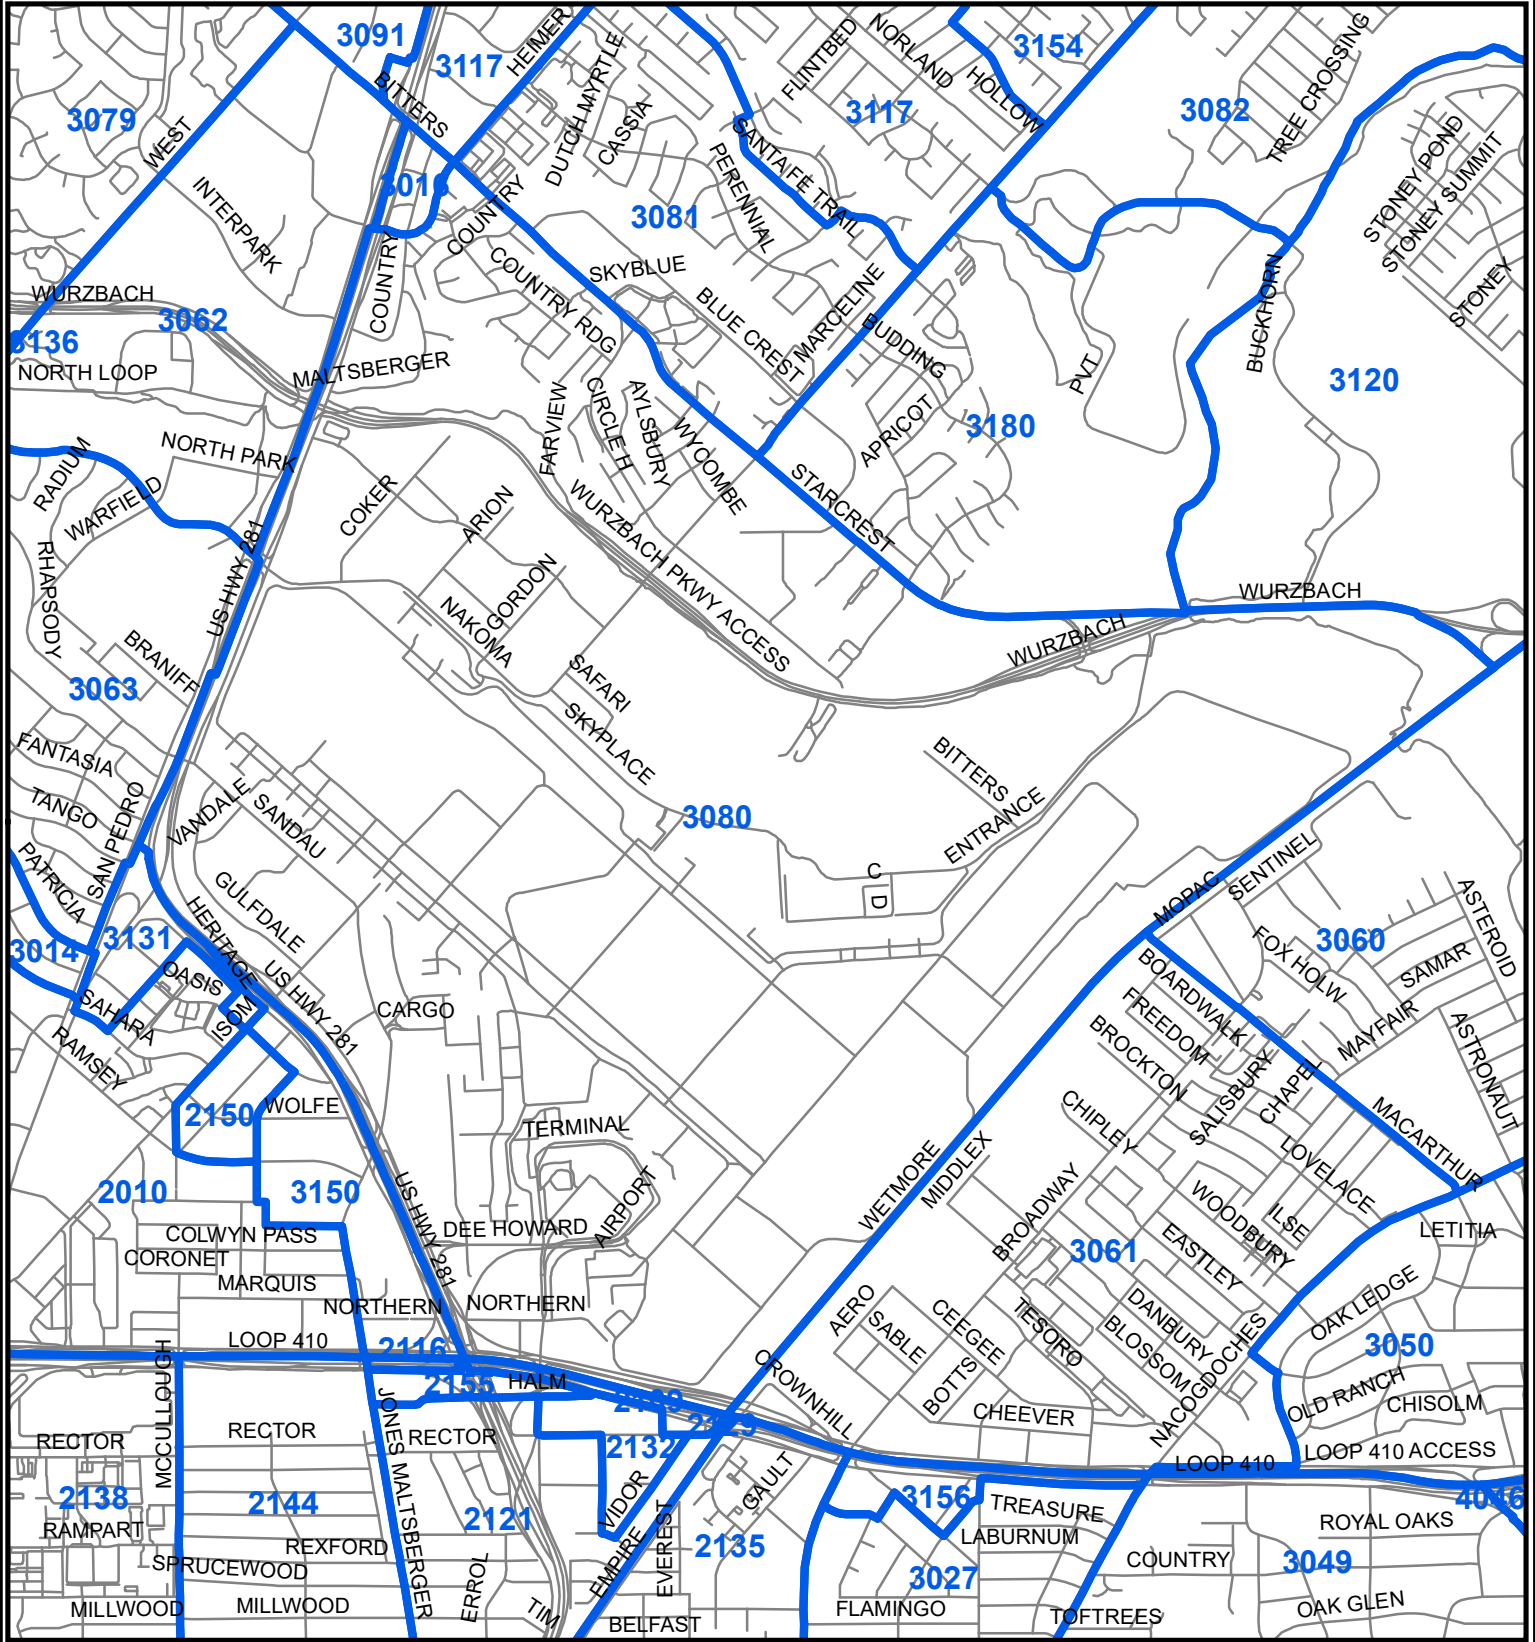 3091
HEIMER
3117
NORLAND
3154
FLINTBED
DUTCH MYRTLE
CASSIA
HOLLOW
TREE CROSSING
3079
BITTERS
3117
3082
WEST
SANTA FE TRAIL
STONEY POND
STONEY SUMMIT
INTERPARK
3016
COUNTRY
3081
PERENNIAL
COUNTRY
COUNTRY RDG
SKYBLUE
BLUE CREST
MARCELINE
BUDDING
BUCKHORN
STONEY
WURZBACH
3062
3136
NORTH LOOP
MALTSBERGER
PVT
3120
FARVIEW
CIRCLE H
AYLSBURY
WYCOMBE
APRICOT
3180
NORTH PARK
RADIUM
WARFIELD
COKER
ARION
STARCREST
WURZBACH PKWY ACCESS
US HWY 281
RHAPSODY
GORDON
NAKOMA
WURZBACH
WURZBACH
BRANIFF
3063
SAFARI
SKYPLACE
FANTASIA
BITTERS
TANGO
SAN PEDRO
VANDALE
SANDAU
3080
ENTRANCE
PATRICIA
C
D
SENTINEL
MOPAC
GULFDALE
HERITAGE
3014
3131
OASIS
US HWY 281
FOX HOLW
3060
ASTEROID
SAMAR
BOARDWALK
SAHARA
ISOM
CARGO
FREEDOM
MAYFAIR
RAMSEY
BROCKTON
ASTRONAUT
SALISBURY
CHAPEL
2150
WOLFE
TERMINAL
CHIPLEY
MACARTHUR
LOVELACE
WETMORE
MIDDLEX
2010
3150
US HWY 281
AIRPORT
BROADWAY
WOODBURY
ILSE
COLWYN PASS
DEE HOWARD
3061
EASTLEY
LETITIA
CORONET
MARQUIS
NORTHERN
NORTHERN
AERO
SABLE
CEEGEE
TESORO
DANBURY
BLOSSOM
OAK LEDGE
LOOP 410
2116
3050
MCCULLOUGH
2155
HALM
CROWNHILL
BOTTS
NACOGDOCHES
OLD RANCH
CHISOLM
JONES MALTSBERGER
CHEEVER
RECTOR
RECTOR
RECTOR
2132
2129
LOOP 410
LOOP 410 ACCESS
2138
2144
2121
VIDOR
GAULT
3156
TREASURE
4046
RAMPART
LABURNUM
ROYAL OAKS
REXFORD
2135
SPRUCEWOOD
EMPIRE
EVEREST
COUNTRY
3049
3027
MILLWOOD
MILLWOOD
ERROL
TIM
BELFAST
FLAMINGO
TOFTREES
OAK GLEN